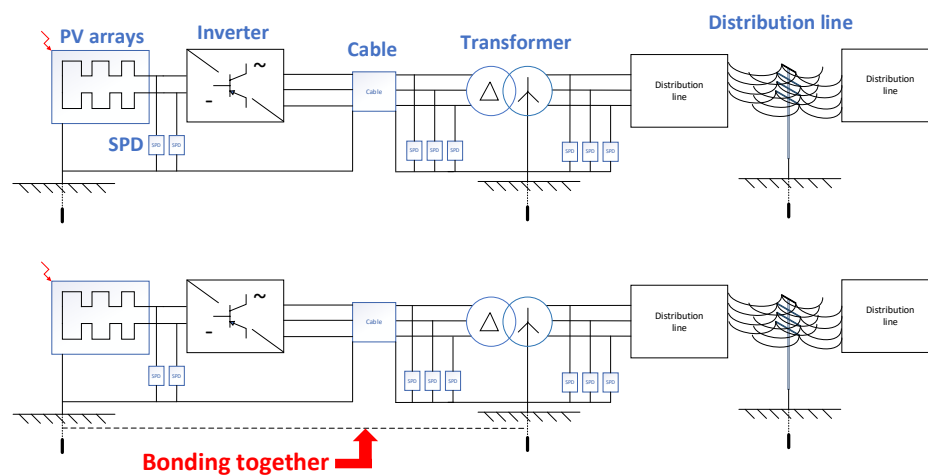 PV arrays
Inverter
Cable
Transformer
Distribution line
~
-
Cable
Distribution
line
Distribution
line
SPD
SPD
SPD
SPD
SPD
SPD
SPD
SPD
SPD
~
-
Cable
Distribution
line
Distribution
line
SPD
SPD
SPD
SPD
SPD
SPD
SPD
SPD
Bonding together